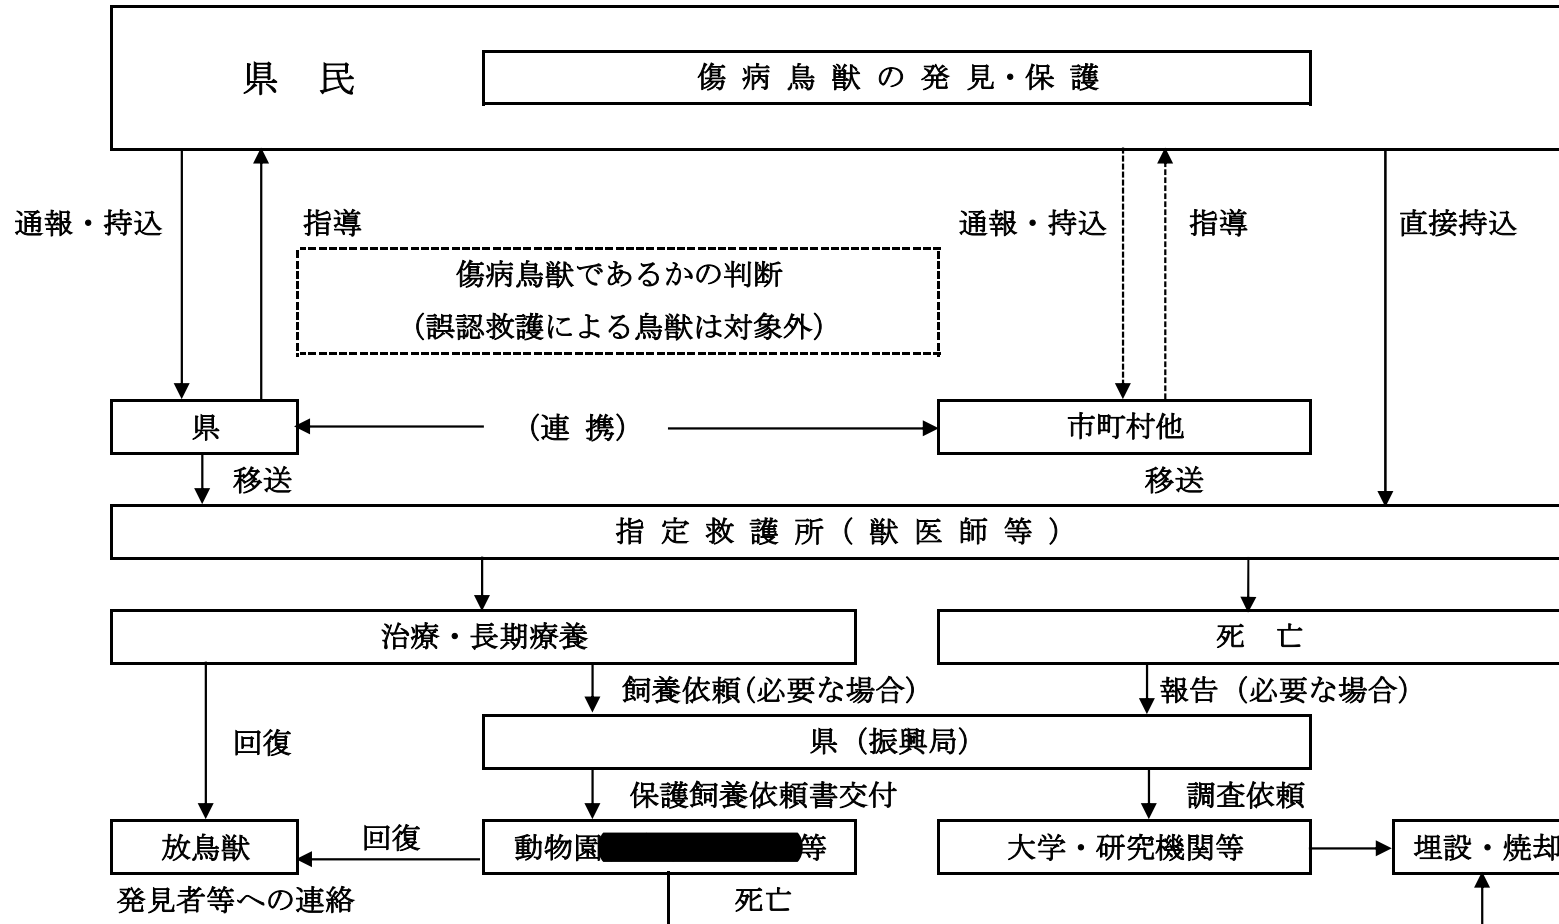 県 民
傷 病 鳥 獣 の 発 見・保 護
通報・持込
指導
通報・持込
指導
直接持込
傷病鳥獣であるかの判断
(誤認救護による鳥獣は対象外)
県
(連 携)
市町村他
移送
移送
指 定 救 護 所 ( 獣 医 師 等 )
治療・長期療養
死 亡
飼養依頼(必要な場合)
報告 (必要な場合)
回復
県 (振興局)
保護飼養依頼書交付
調査依頼
放鳥獣
回復
動物園
等
大学・研究機関等
埋設・焼却
発見者等への連絡
死亡